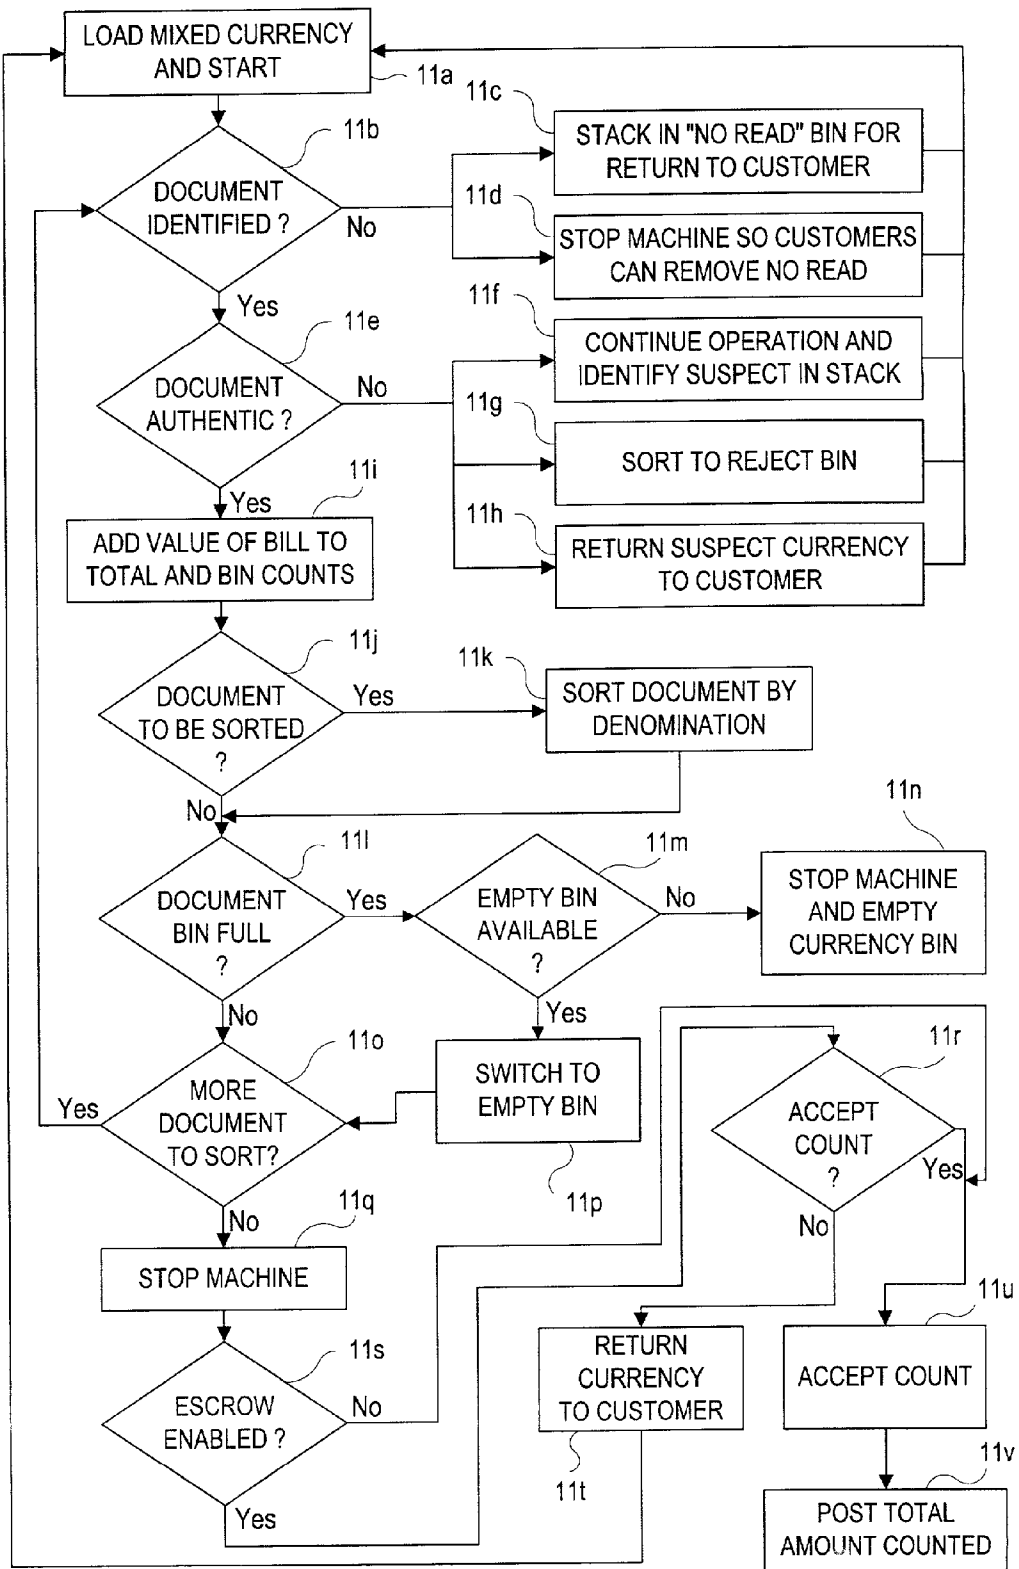 LOAD MIXED CURRENCY
AND START
11a
11b
DOCUMENT
IDENTIFIED ?
No
Yes
11c
STACK IN "NO READ" BIN FOR
RETURN TO CUSTOMER
11d
STOP MACHINE SO CUSTOMERS
CAN REMOVE NO READ
11e
DOCUMENT
AUTHENTIC ?
No
Yes
11f
CONTINUE OPERATION AND
IDENTIFY SUSPECT IN STACK
11g
SORT TO REJECT BIN
11h
RETURN SUSPECT CURRENCY
TO CUSTOMER
11i
ADD VALUE OF BILL TO
TOTAL AND BIN COUNTS
11j
DOCUMENT
TO BE SORTED
?
Yes
No
11k
SORT DOCUMENT BY
DENOMINATION
11l
DOCUMENT
BIN FULL
?
Yes
No
11m
EMPTY BIN
AVAILABLE
?
No
Yes
11n
STOP MACHINE
AND EMPTY
CURRENCY BIN
11o
MORE
DOCUMENT
TO SORT?
Yes
No
SWITCH TO
EMPTY BIN
11p
11r
ACCEPT
COUNT
?
Yes
No
11q
STOP MACHINE
11s
ESCROW
ENABLED ?
No
Yes
RETURN
CURRENCY
TO CUSTOMER
11t
11u
ACCEPT COUNT
11v
POST TOTAL
AMOUNT COUNTED